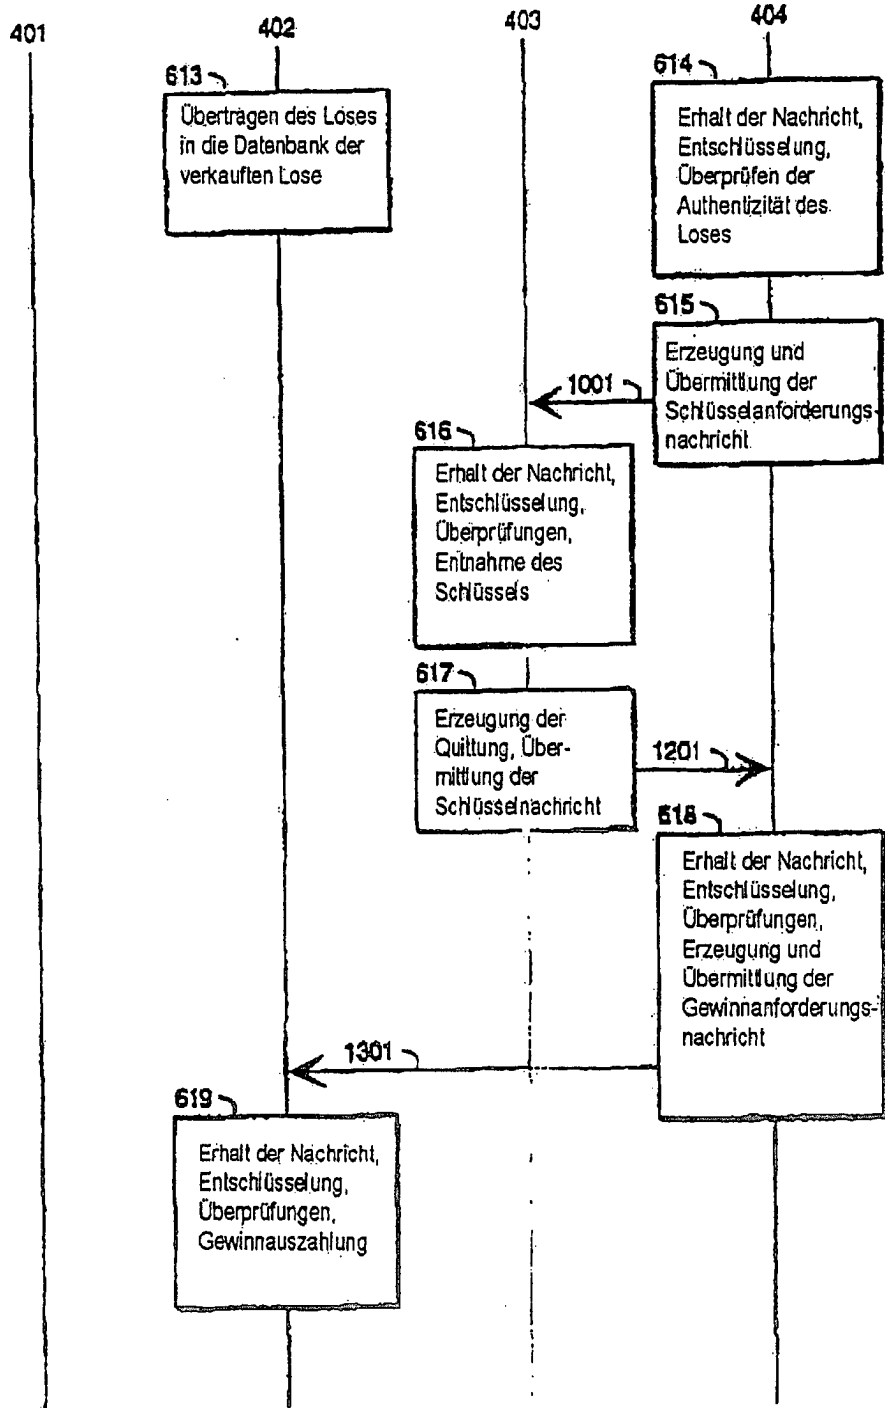 401
402
403
404
613
Übertragen des Loses
in die Datenbank der
verkauften Lose
614
Erhalt der Nachricht,
Entschlüsselung,
Überprüfen der
Authentizität des
Loses
615
Erzeugung und
Übermittlung der
Schlüsselanforderungs-
nachricht
1001
616
Erhalt der Nachricht,
Entschlüsselung,
Überprüfungen,
Entnahme des
Schlüssels
617
Erzeugung der
Quittung, Über-
mittlung der
Schlüsselnachricht
1201
618
Erhalt der Nachricht,
Entschlüsselung,
Überprüfungen,
Erzeugung und
Übermittlung der
Gewinnanforderungs-
nachricht
1301
619
Erhalt der Nachricht,
Entschlüsselung,
Überprüfungen,
Gewinnauszahlung